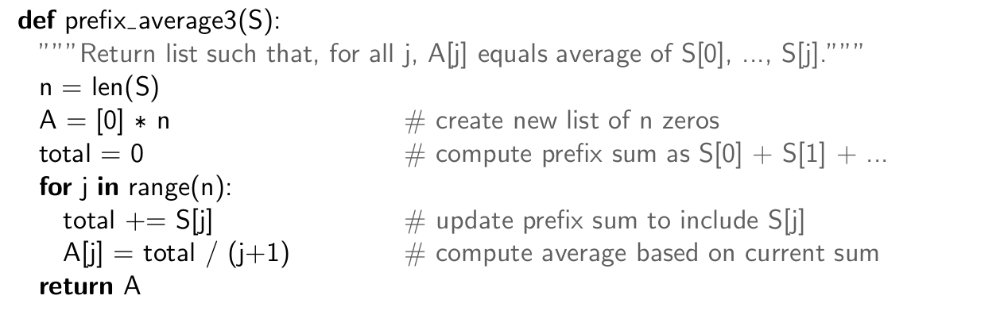 def prefix_average3(S):
"""Return list such that, for all j, A[j] equals average of S[0], ..., S[j]."""
n = len(S)
A = [0] * n # create new list of n zeros
total = 0 # compute prefix sum as S[0] + S[1] + ...
for j in range(n):
total += S[j] # update prefix sum to include S[j]
A[j] = total / (j+1) # compute average based on current sum
return A